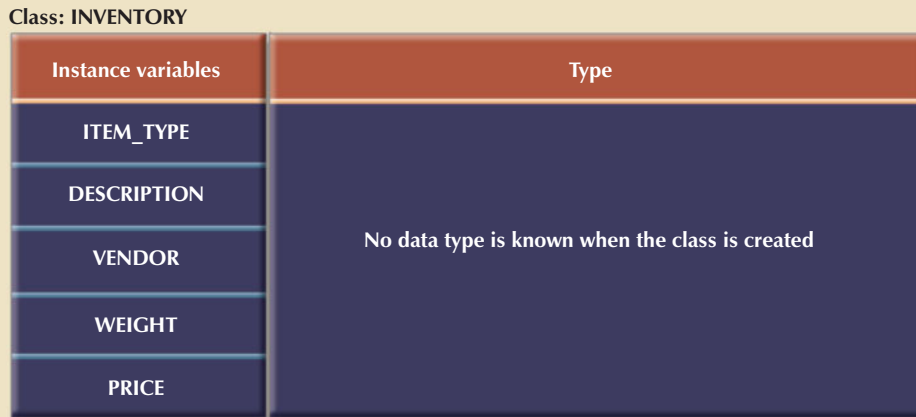 Class: INVENTORY
Instance variables
Type
ITEM_TYPE
DESCRIPTION
VENDOR
WEIGHT
PRICE
No data type is known when the class is created